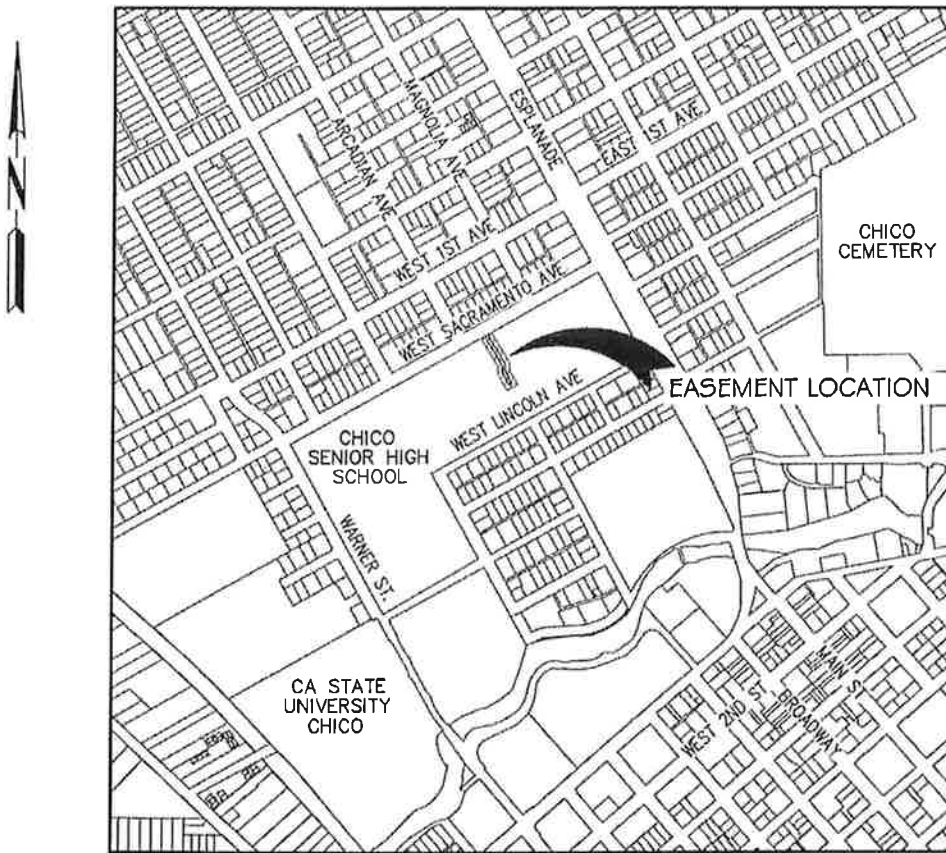 N
ESPLANADE
MAGNOLIA AVE
ARCADIAN AVE
EAST 1ST AVE
WEST 1ST AVE
WEST SACRAMENTO AVE
CHICO
CEMETERY
EASEMENT LOCATION
WEST LINCOLN AVE
CHICO
SENIOR HIGH
SCHOOL
WARNER ST.
CA STATE
UNIVERSITY
CHICO
MAIN ST
BROADWAY
WEST 2ND ST